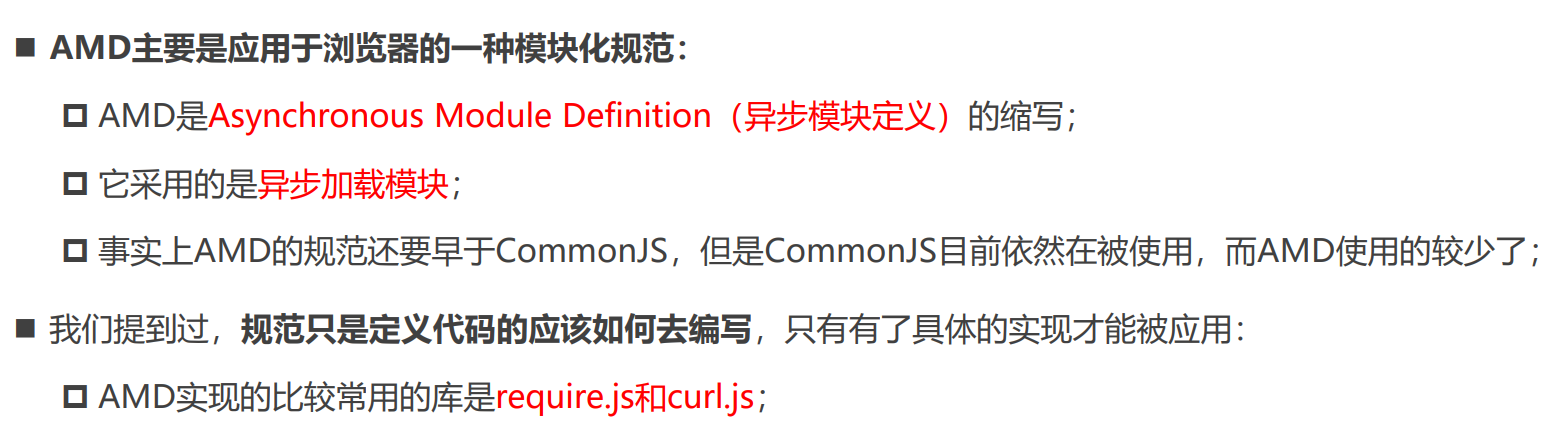 ■ AMD主要是应用于浏览器的一种模块化规范：
❑ AMD是Asynchronous Module Definition（异步模块定义）的缩写；
❑ 它采用的是异步加载模块；
❑ 事实上AMD的规范还要早于CommonJS，但是CommonJS目前依然在被使用，而AMD使用的较少了；
■ 我们提到过，规范只是定义代码的应该如何去编写，只有有了具体的实现才能被应用：
❑ AMD实现的比较常用的库是require.js和curl.js；